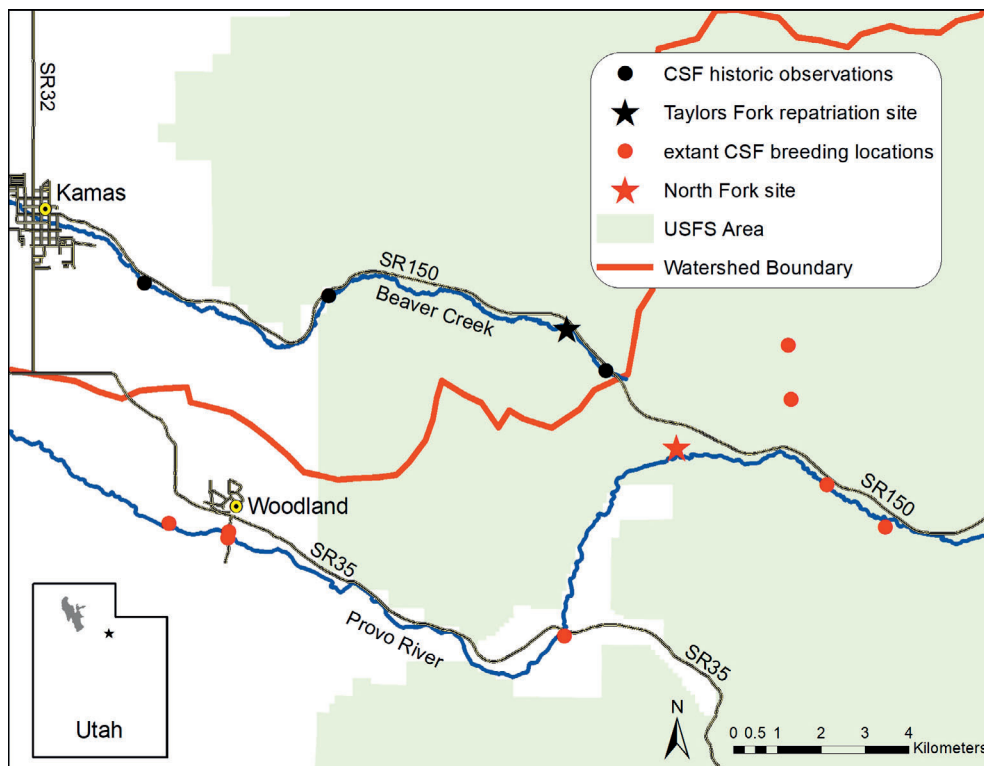 SR32
Kamas
CSF historic observations
Taylors Fork repatriation site
extant CSF breeding locations
North Fork site
USFS Area
Watershed Boundary
SR150
Beaver Creek
SR150
Woodland
SR35
Provo River
SR35
Utah
N
0 0.5 1 2 3 4
Kilometers